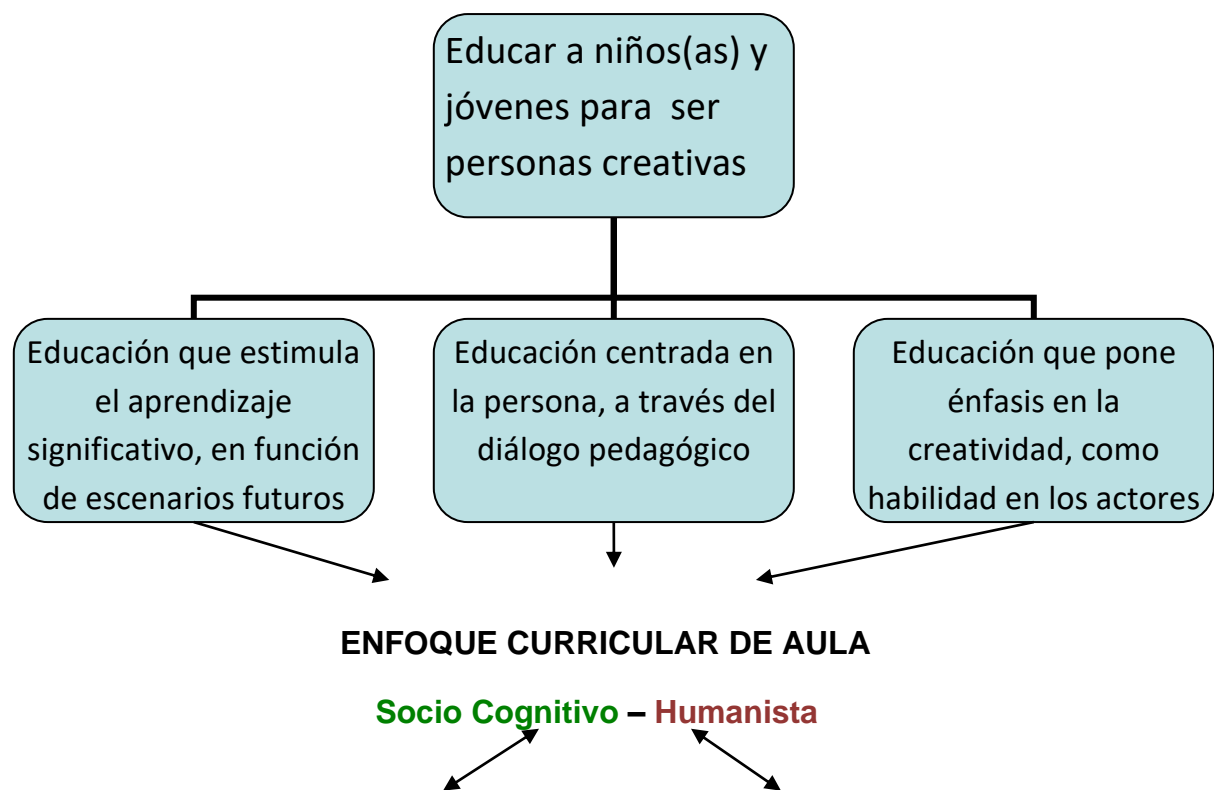 Educar a niños(as) y
jóvenes para  ser
personas creativas
Educación que estimula
el aprendizaje
significativo, en función
de escenarios futuros
Educación centrada en
la persona, a través del
diálogo pedagógico
Educación que pone
énfasis en la
creatividad, como
habilidad en los actores
ENFOQUE CURRICULAR DE AULA
Socio Cognitivo – Humanista